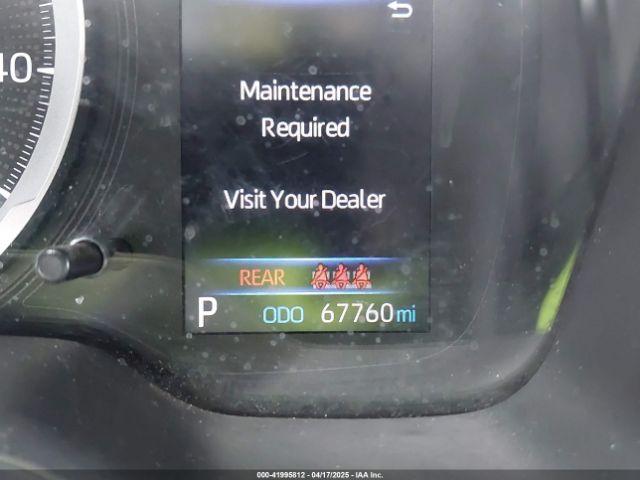 40
Maintenance
Required
Visit Your Dealer
REAR
P ODO 67760 mi
000-41995812 - 04/17/2025 - IAA Inc.